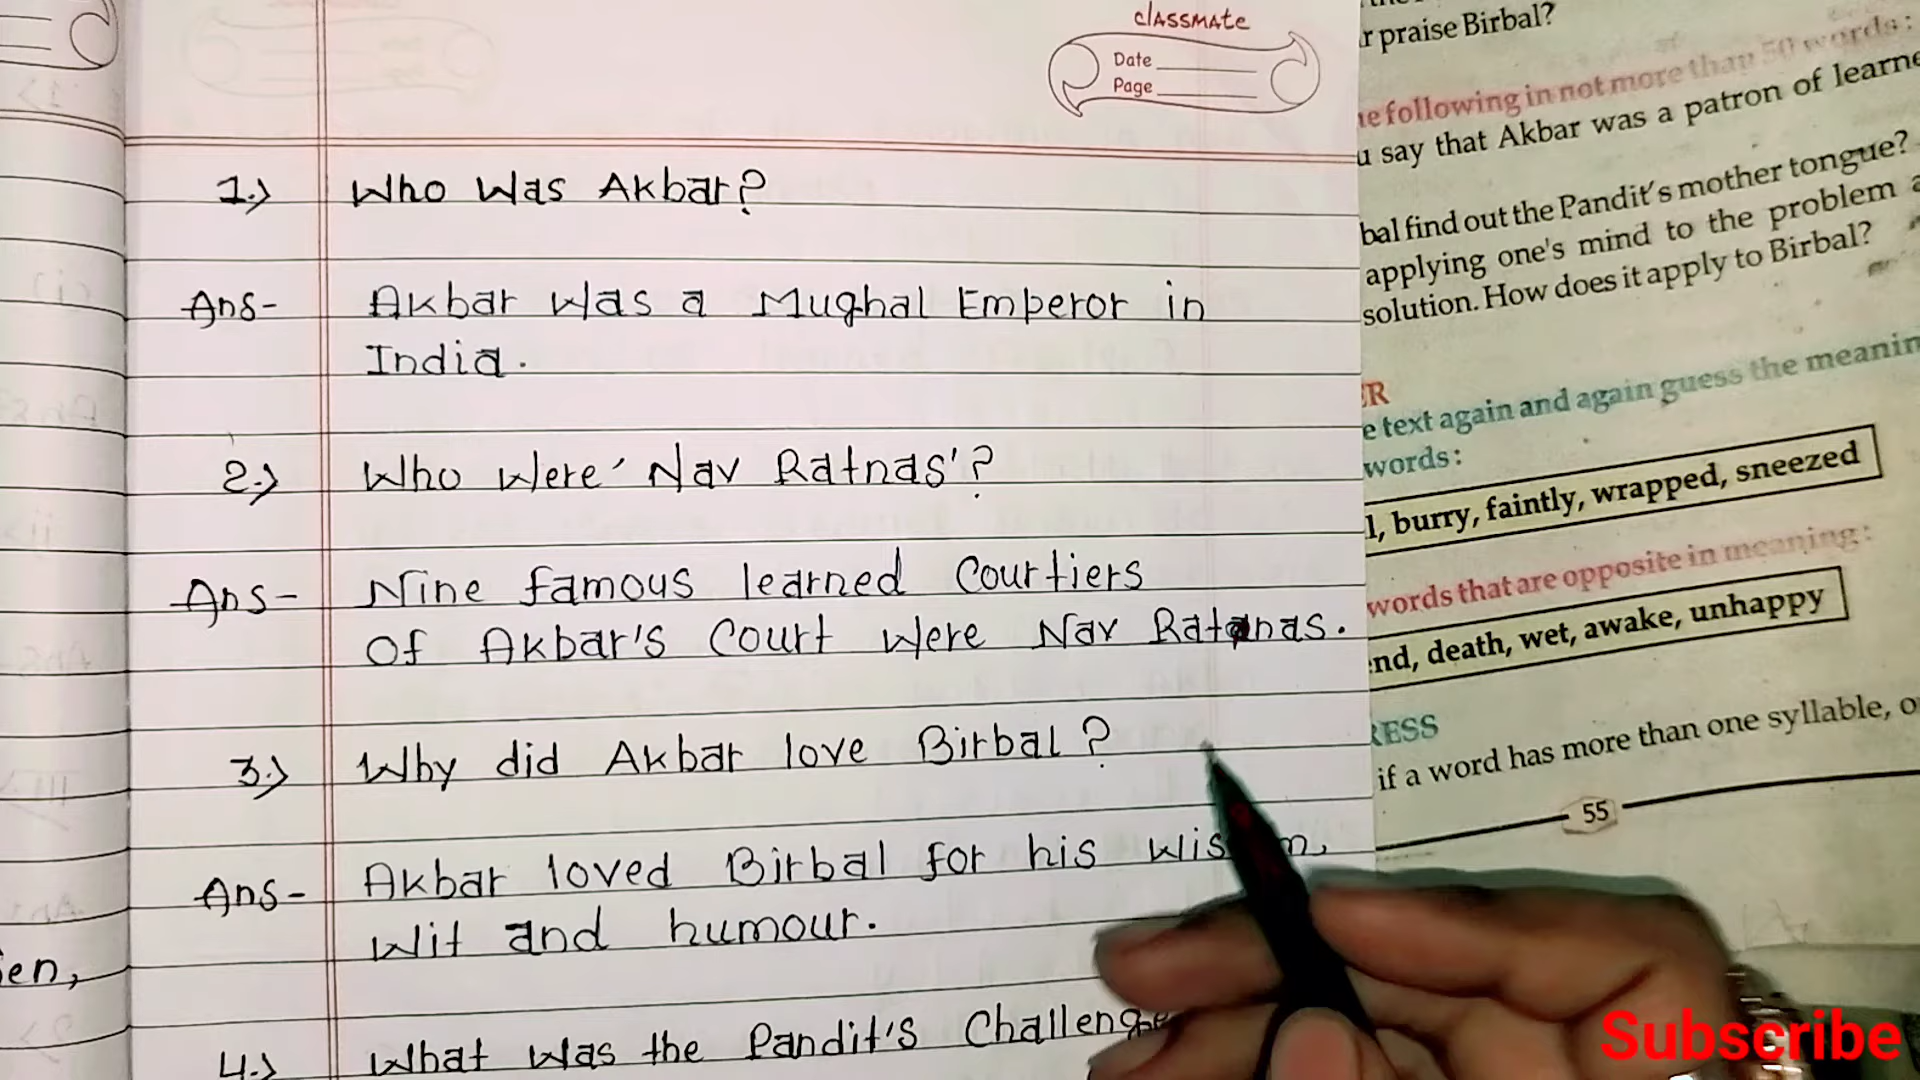 classmate
Date
Page
1.) Who Was Akbar?
Ans- Akbar Was a Mughal Emperor in
India.
2.) Who Were 'Nav Ratnas'?
Ans- Nine famous learned Courtiers
Of Akbar's Court Were Nav Ratanas.
3.) Why did Akbar love Birbal?
Ans- Akbar loved Birbal for his
Wit and humour.
4.) What Was the Pandit's Challenge
en,
r praise Birbal?
following in not more than 50 words:
u say that Akbar was a patron of learne
bal find out the Pandit's mother tongue?
applying one's mind to the problem a
solution. How does it apply to Birbal?
ER
e text again and again guess the meanin
words:
l, burry, faintly, wrapped, sneezed
words that are opposite in meaning:
nd, death, wet, awake, unhappy
RESS
if a word has more than one syllable, o
55
Subscribe